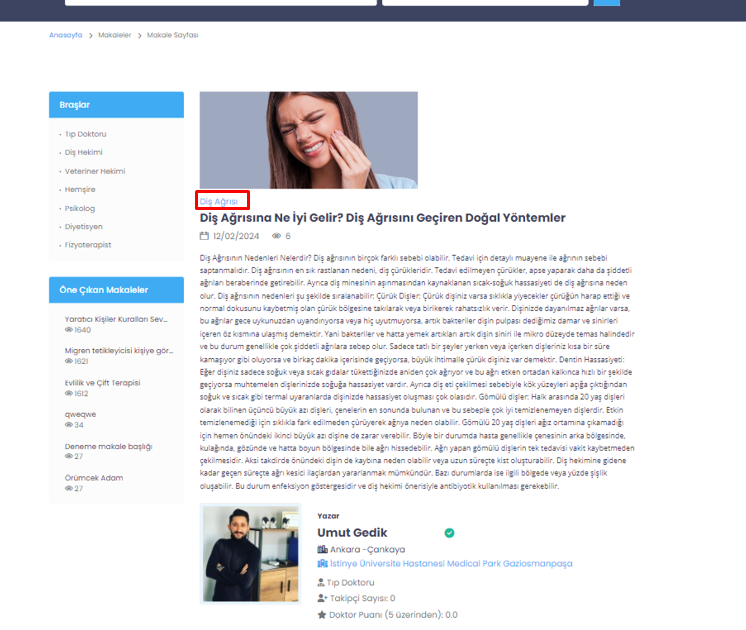 Anasayfa > Makaleler > Makale Sayfası
Braşlar
Tıp Doktoru
Diş Hekimi
Veteriner Hekimi
Hemşire
Psikolog
Diyetisyen
Fizyoterapist
Öne Çıkan Makaleler
Yaratıcı Kişiler Kuralları Sev...
1640
Migren tetikleyicisi kişiye gör...
1621
Evlilik ve Çift Terapisi
1612
qweqwe
34
Deneme makale başlığı
27
Örümcek Adam
27
Diş Ağrısı
Diş Ağrısına Ne İyi Gelir? Diş Ağrısını Geçiren Doğal Yöntemler
12/02/2024 6
Diş Ağrısının Nedenleri Nelerdir? Diş ağrısının birçok farklı sebebi olabilir. Tedavi için detaylı muayene ile ağrının sebebi
saptanmalıdır. Diş ağrısının en sık rastlanan nedeni, diş çürükleridir. Tedavi edilmeyen çürükler, apse yaparak daha da şiddetli
ağrıları beraberinde getirebilir. Ayrıca diş minesinin aşınmasından kaynaklanan sıcak-soğuk hassasiyeti de diş ağrısına neden
olur. Diş ağrısının nedenleri şu şekilde sıralanabilir: Çürük Dişler: Çürük dişiniz varsa sıklıkla yiyecekler çürüğün harap ettiği ve
normal dokusunu kaybetmiş olan çürük bölgesine takılarak veya birikerek rahatsızlık verir. Dişinizde dayanılmaz ağrılar varsa,
bu ağrılar gece uykunuzdan uyandırıyorsa veya hiç uyutmuyorsa, artık bakteriler dişin pulpası dediğimiz damar ve sinirleri
içeren öz kısmına ulaşmış demektir. Yani bakteriler ve hatta yemek artıkları artık dişin siniri ile mikro düzeyde temas halindedir
ve bu durum genellikle çok şiddetli ağrılara sebep olur. Sadece tatlı bir şeyler yerken veya içerken dişleriniz kısa bir süre
kamaşıyor gibi oluyorsa ve birkaç dakika içerisinde geçiyorsa, büyük ihtimalle çürük dişiniz var demektir. Dentin Hassasiyeti:
Eğer dişiniz sadece soğuk veya sıcak gıdalar tükettiğinizde aniden çok ağrıyor ve bu ağrı etken ortadan kalkınca hızlı bir şekilde
geçiyorsa muhtemelen dişlerinizde soğuğa hassasiyet vardır. Ayrıca diş eti çekilmesi sebebiyle kök yüzeyleri açığa çıktığından
soğuk ve sıcak gibi termal uyaranlarda dişinizde hassasiyet oluşması çok olasıdır. Gömülü dişler: Halk arasında 20 yaş dişleri
olarak bilinen üçüncü büyük azı dişleri, çenelerin en sonunda bulunan ve bu sebeple çok iyi temizlenemeyen dişlerdir. Etkin
temizlenemediği için sıklıkla fark edilmeden çürüyerek ağrıya neden olabilir. Gömülü 20 yaş dişleri ağız ortamına çıkamadığı
için hemen önündeki ikinci büyük azı dişine de zarar verebilir. Böyle bir durumda hasta genellikle çenesinin arka bölgesinde,
kulağında, gözünde ve hatta boyun bölgesinde bile ağrı hissedebilir. Ağrı yapan gömülü dişlerin tek tedavisi vakit kaybetmeden
çekilmesidir. Aksi takdirde önündeki dişin de kaybına neden olabilir veya uzun süreçte kist oluşturabilir. Diş hekimine gidene
kadar geçen süreçte ağrı kesici ilaçlardan yararlanmak mümkündür. Bazı durumlarda ise ilgili bölgede veya yüzde şişlik
oluşabilir. Bu durum enfeksiyon göstergesidir ve diş hekimi önerisiyle antibiyotik kullanılması gerekebilir.
Yazar
Umut Gedik
Ankara -Çankaya
İstinye Üniversite Hastanesi Medical Park Gaziosmanpaşa
Tıp Doktoru
Takipçi Sayısı: 0
Doktor Puanı (5 üzerinden): 0.0